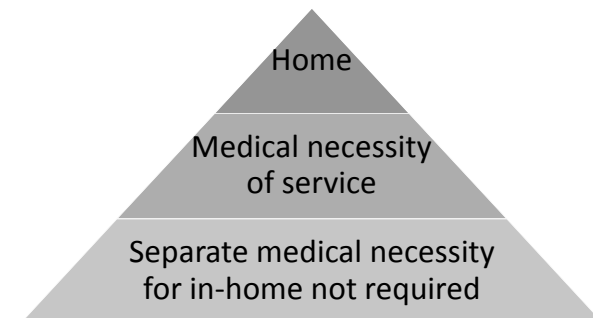 Home
Medical necessity
of service
Separate medical necessity
for in-home not required